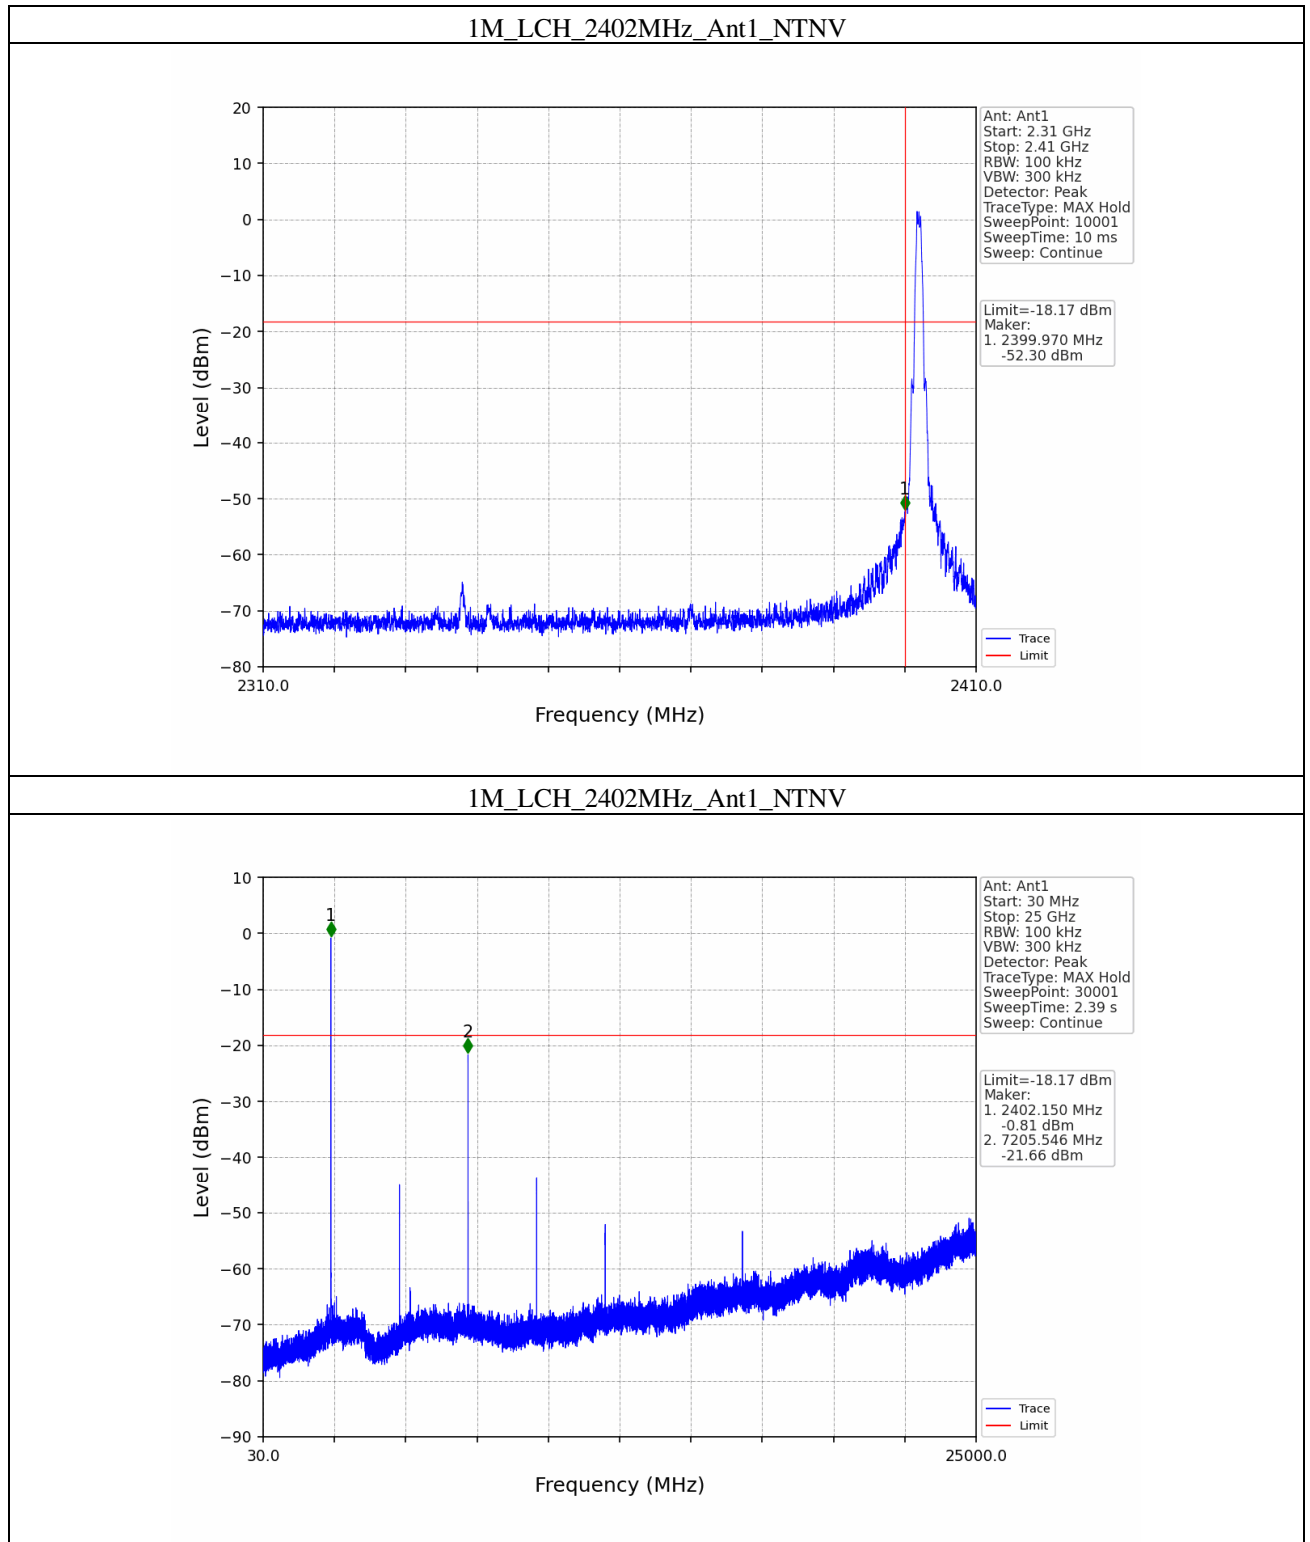 1M_LCH_2402MHz_Ant1_NTNV
20
10
0
−10
−20
−30
−40
−50
−60
−70
−80
Level (dBm)
1
2310.0
2410.0
Frequency (MHz)
Ant: Ant1
Start: 2.31 GHz
Stop: 2.41 GHz
RBW: 100 kHz
VBW: 300 kHz
Detector: Peak
TraceType: MAX Hold
SweepPoint: 10001
SweepTime: 10 ms
Sweep: Continue
Limit=-18.17 dBm
Maker:
1. 2399.970 MHz
-52.30 dBm
Trace
Limit
1M_LCH_2402MHz_Ant1_NTNV
10
0
−10
−20
−30
−40
−50
−60
−70
−80
−90
Level (dBm)
1
2
30.0
25000.0
Frequency (MHz)
Ant: Ant1
Start: 30 MHz
Stop: 25 GHz
RBW: 100 kHz
VBW: 300 kHz
Detector: Peak
TraceType: MAX Hold
SweepPoint: 30001
SweepTime: 2.39 s
Sweep: Continue
Limit=-18.17 dBm
Maker:
1. 2402.150 MHz
-0.81 dBm
2. 7205.546 MHz
-21.66 dBm
Trace
Limit